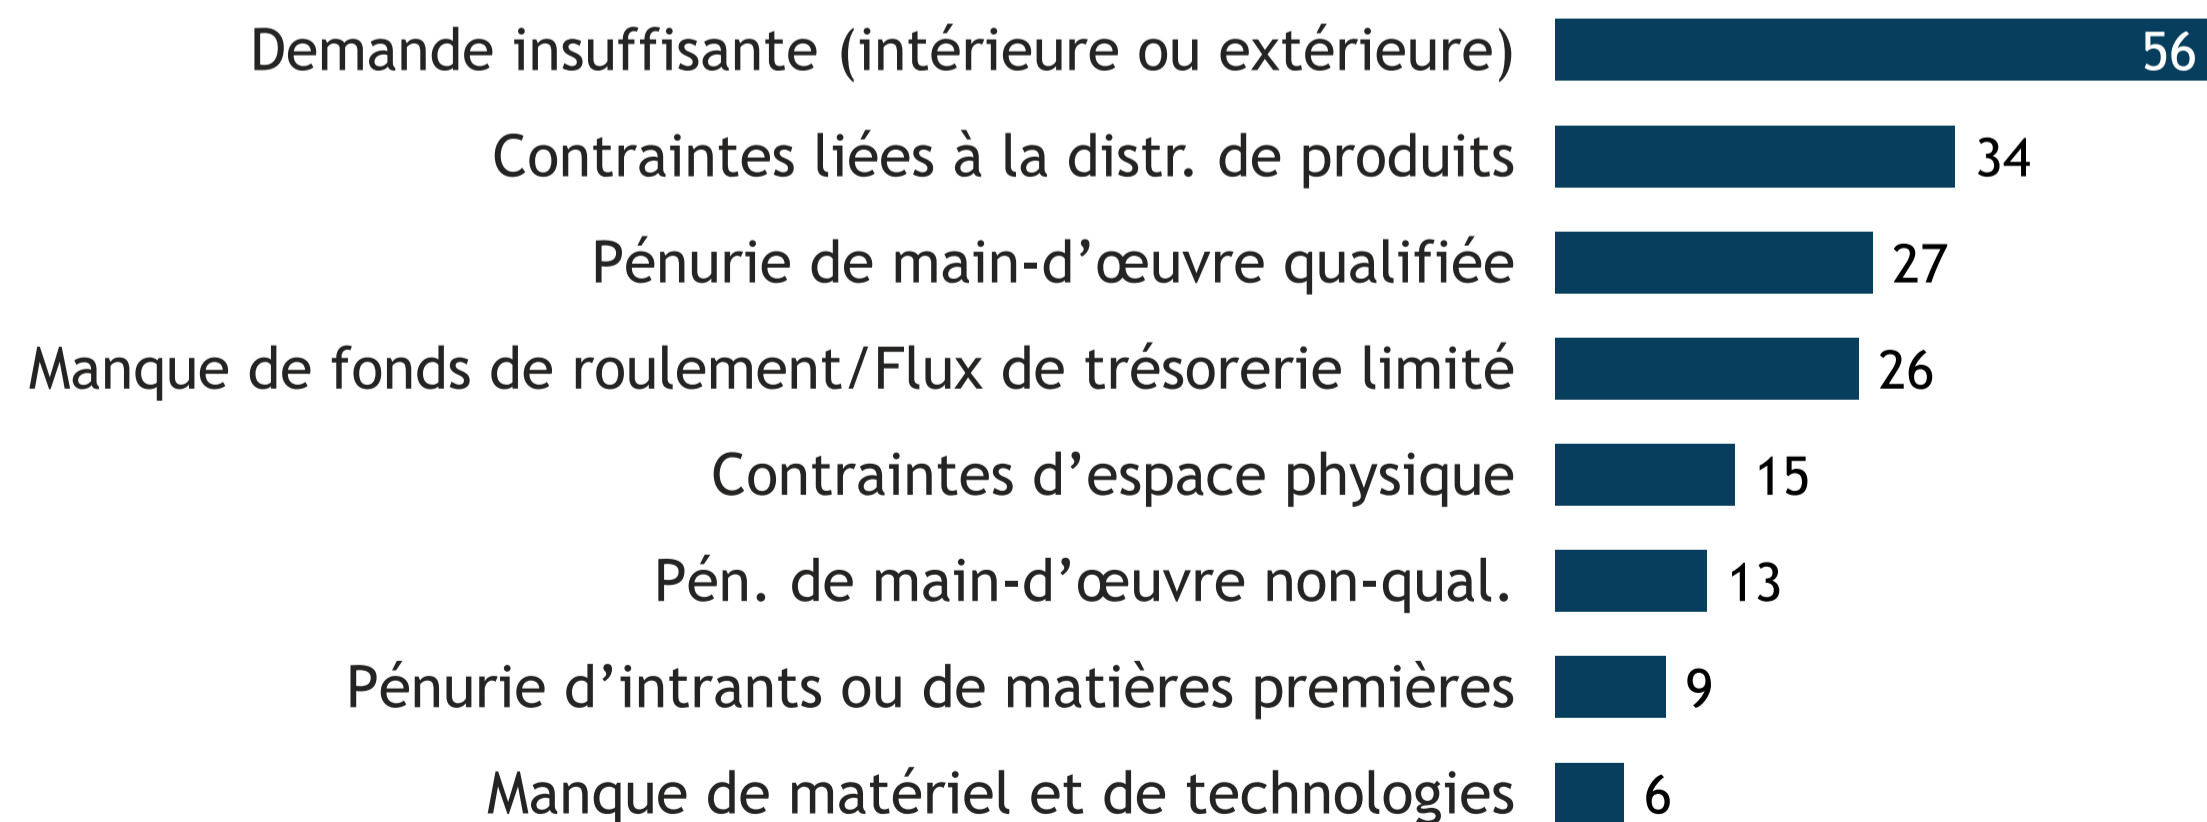 Demande insuffisante (intérieure ou extérieure) 56
Contraintes liées à la distr. de produits 34
Pénurie de main-d’œuvre qualifiée 27
Manque de fonds de roulement/Flux de trésorerie limité 26
Contraintes d’espace physique 15
Pén. de main-d’œuvre non-qual. 13
Pénurie d’intrants ou de matières premières 9
Manque de matériel et de technologies 6